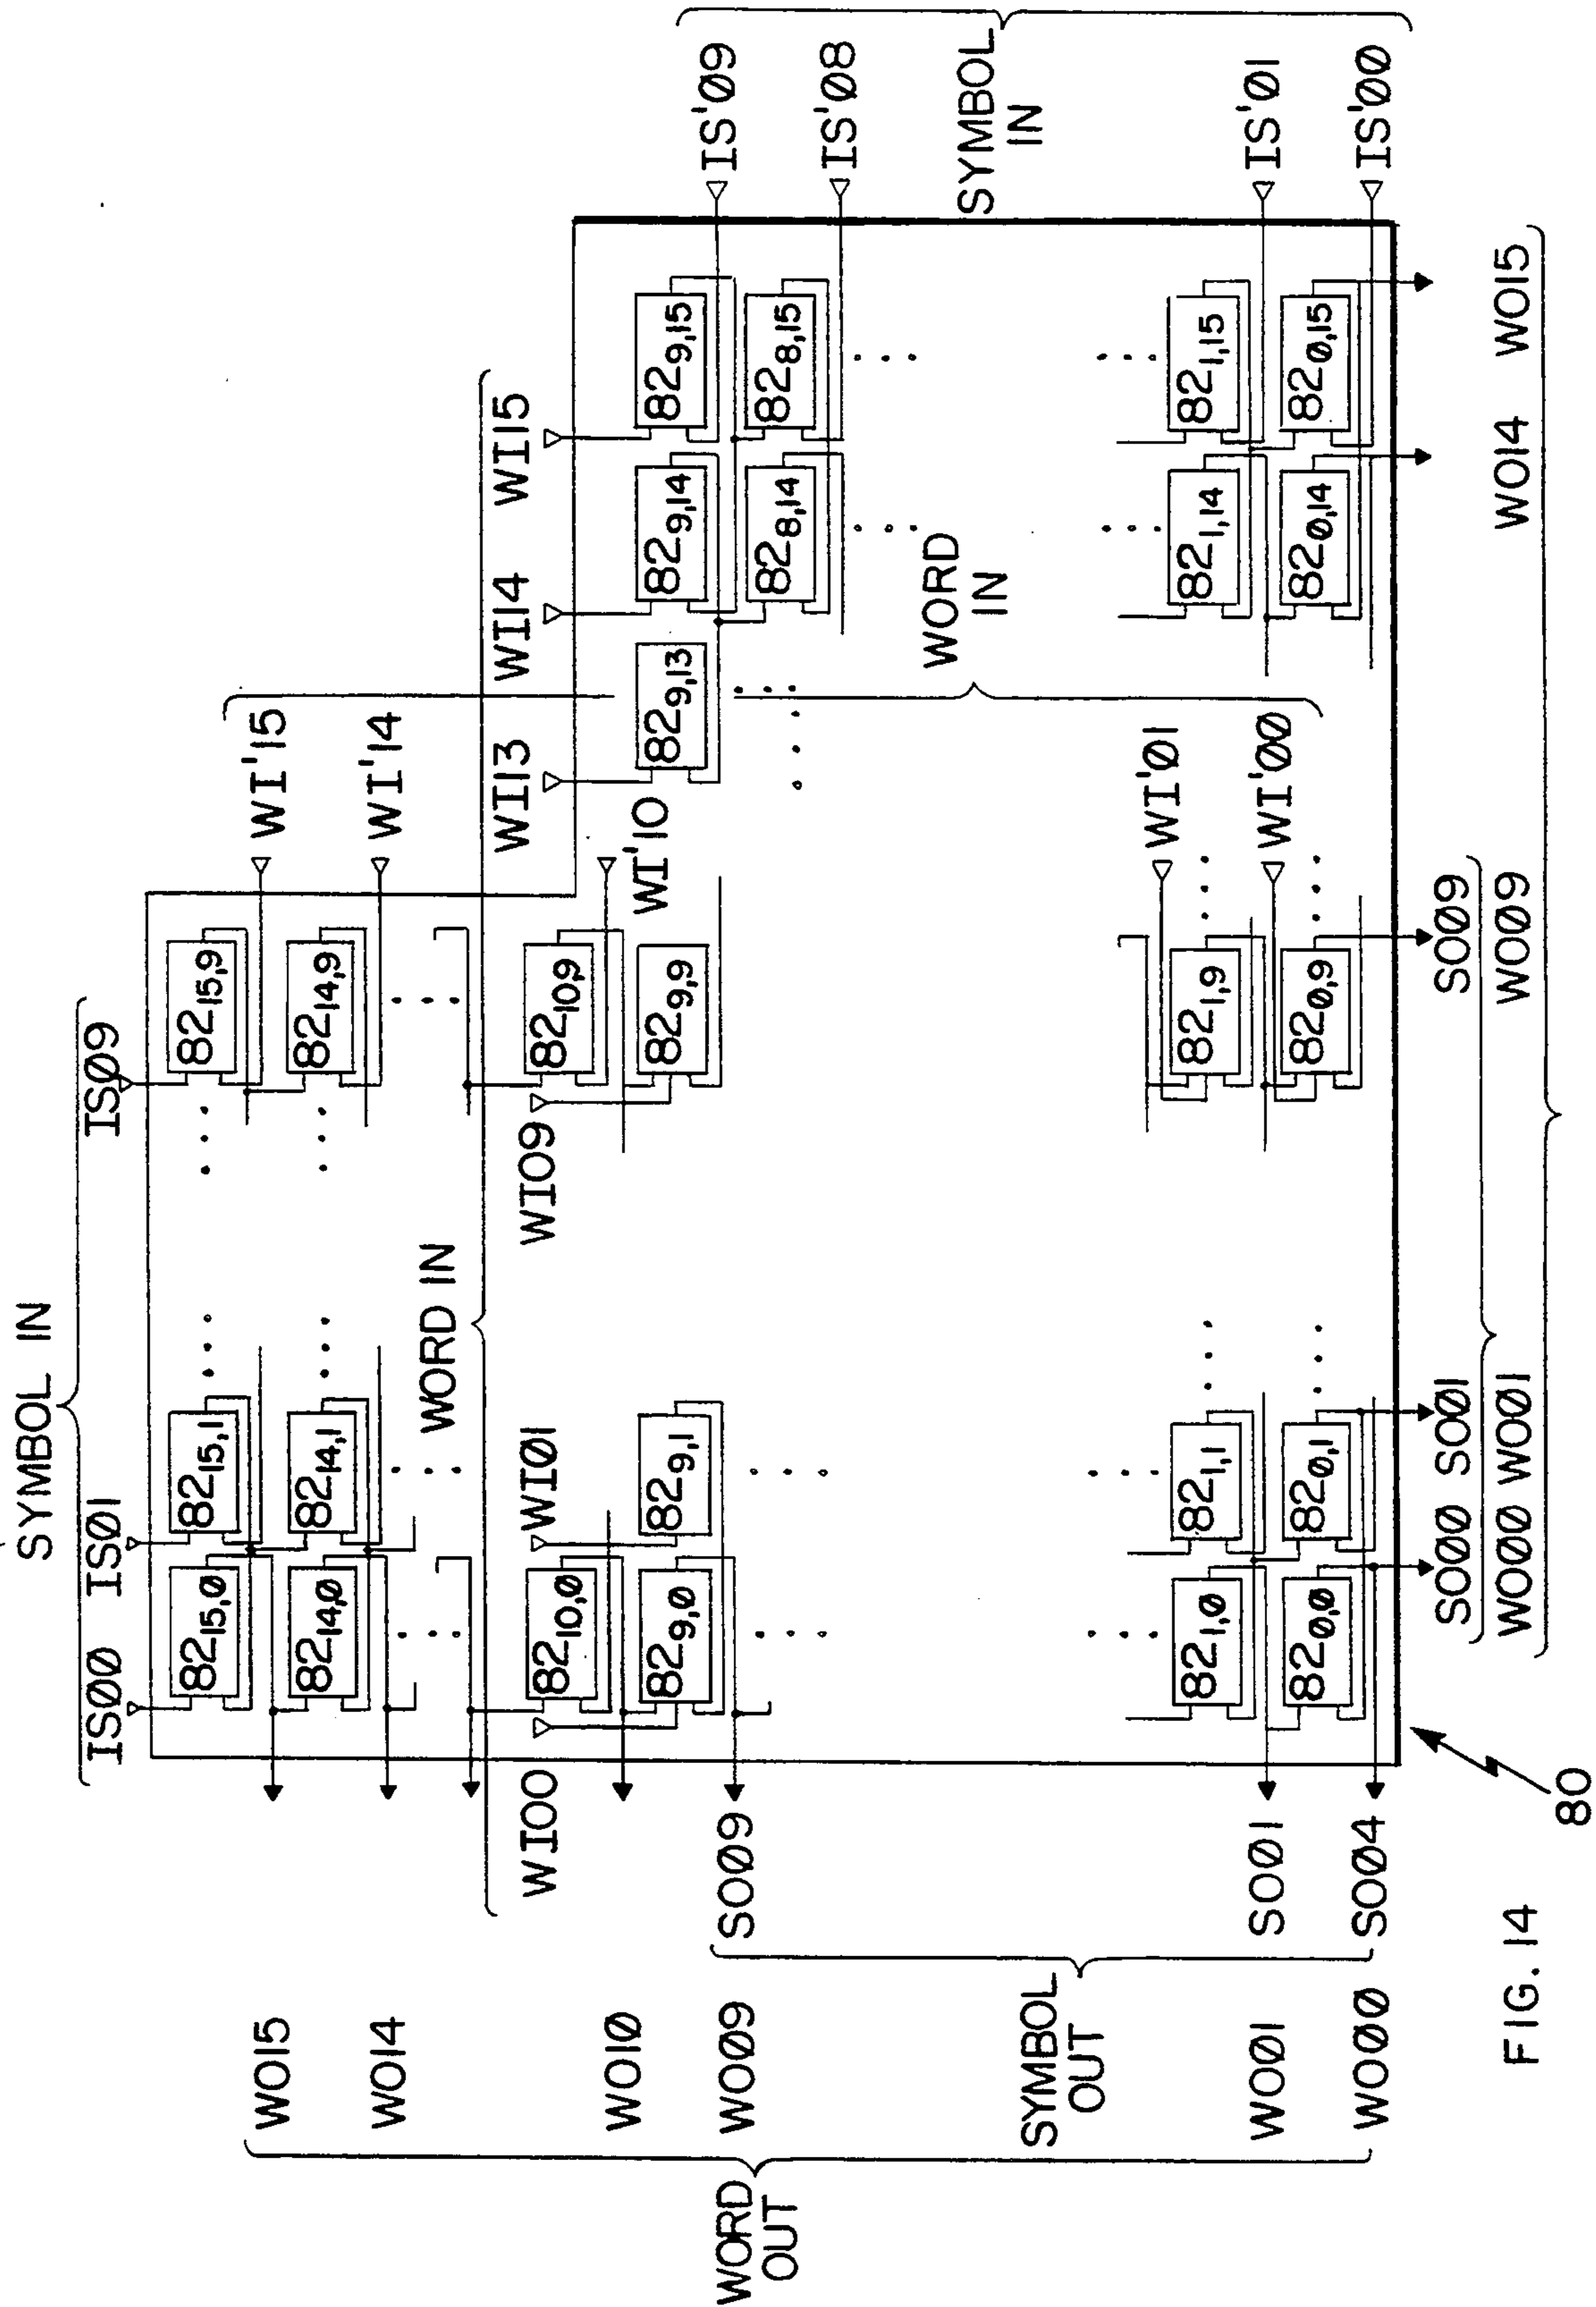 SYMBOL IN
IS00 IS01 IS09
82 15,0 82 15,1 82 15,9
WO15 WI'15
82 14,0 82 14,1 82 14,9
WO14 WI'14
WORD IN
WI13 WI14 WI15
WI00 WI01 WI09
82 10,0 82 10,9
WO10 WI'10
82 9,0 82 9,1 82 9,9 82 9,13 82 9,14 82 9,15
WORD
OUT
WO09 SO09 IS'09
82 8,14 82 8,15
IS'08
WORD
IN
SYMBOL
IN
SYMBOL
OUT
WI'01
82 1,0 82 1,1 82 1,9 82 1,14 82 1,15
WO01 SO01 WI'00 IS'01
82 0,0 82 0,1 82 0,9 82 0,14 82 0,15
WO00 SO04 IS'00
SO00 SO01 SO09
WO00 WO01 WO09 WO14 WO15
FIG. 14
80